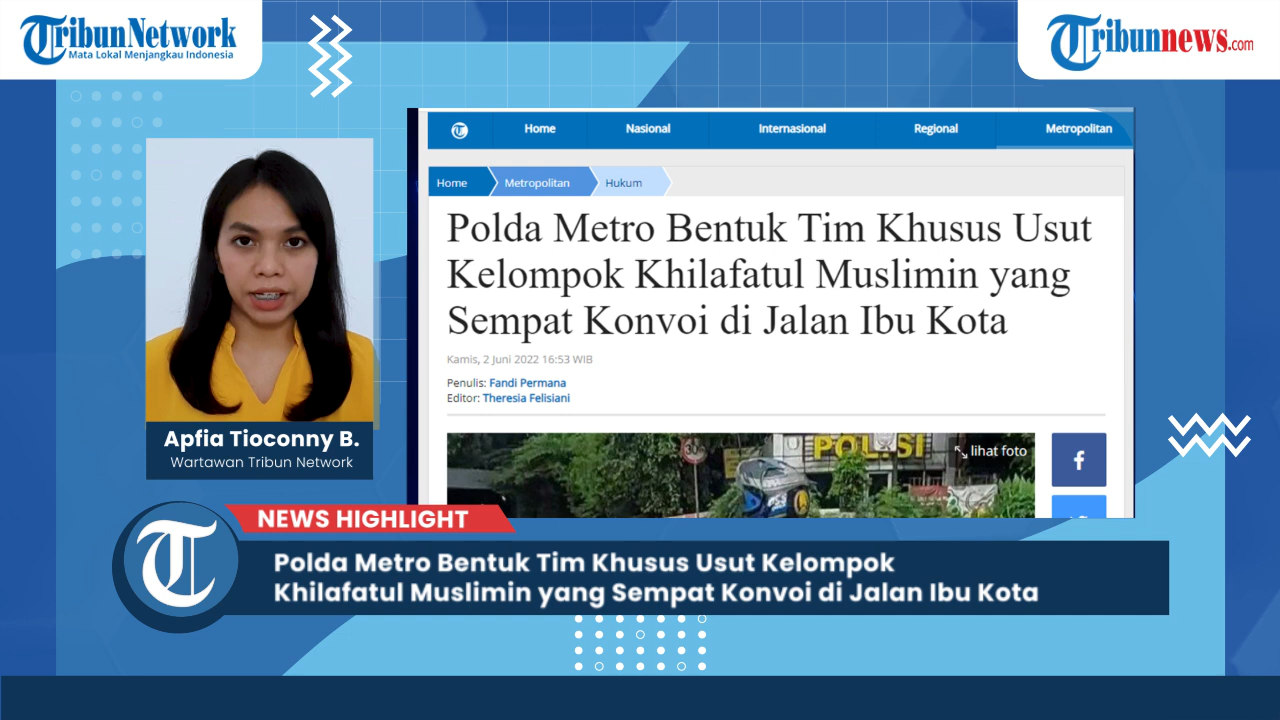 TribunNetwork
Mata Lokal Menjangkau Indonesia
Tribunnews.com
Home Nasional Internasional Regional Metropolitan
Home Metropolitan Hukum
Polda Metro Bentuk Tim Khusus Usut
Kelompok Khilafatul Muslimin yang
Sempat Konvoi di Jalan Ibu Kota
Kamis, 2 Juni 2022 16:53 WIB
Penulis: Fandi Permana
Editor: Theresia Felisiani
POLISI
30
lihat foto
f
Apfia Tioconny B.
Wartawan Tribun Network
T
NEWS HIGHLIGHT
Polda Metro Bentuk Tim Khusus Usut Kelompok
Khilafatul Muslimin yang Sempat Konvoi di Jalan Ibu Kota